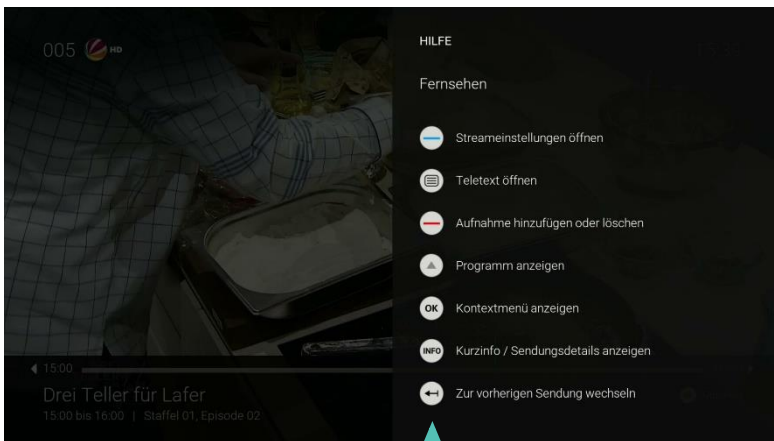 005 HD
HILFE
Fernsehen
Streameinstellungen öffnen
Teletext öffnen
Aufnahme hinzufügen oder löschen
Programm anzeigen
OK Kontextmenü anzeigen
INFO Kurzinfo / Sendungsdetails anzeigen
Zur vorherigen Sendung wechseln
15:00
Drei Teller für Lafer
15:00 bis 16:00 | Staffel 01, Episode 02